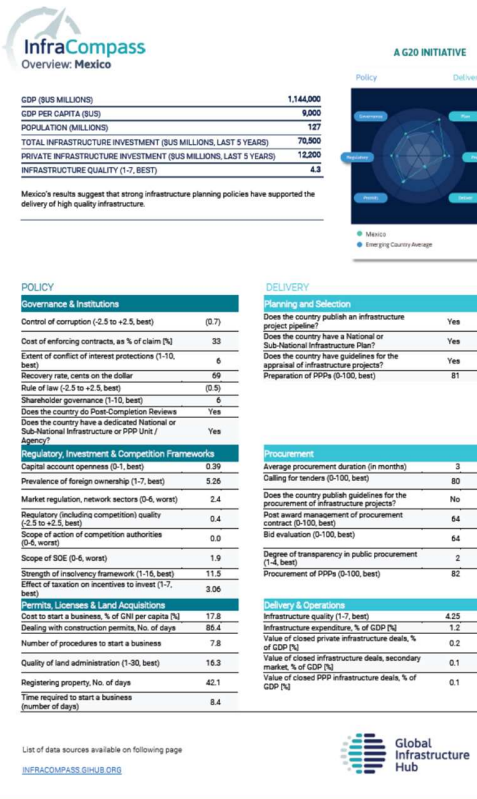 InfraCompass
Overview: Mexico
A G20 INITIATIVE
GDP ($US MILLIONS) 1,144,000
GDP PER CAPITA ($US) 9,000
POPULATION (MILLIONS) 127
TOTAL INFRASTRUCTURE INVESTMENT ($US MILLIONS, LAST 5 YEARS) 70,500
PRIVATE INFRASTRUCTURE INVESTMENT ($US MILLIONS, LAST 5 YEARS) 12,200
INFRASTRUCTURE QUALITY (1-7, BEST) 4.3
Mexico's results suggest that strong infrastructure planning policies have supported the
delivery of high quality infrastructure.
Policy
Deliver
Governance
Plan
Regulatory
Permits
Deliver
Mexico
Emerging Country Average
POLICY
Governance & Institutions
Control of corruption (-2.5 to +2.5, best) (0.7)
Cost of enforcing contracts, as % of claim [%] 33
Extent of conflict of interest protections (1-10,
best) 6
Recovery rate, cents on the dollar 69
Rule of law (-2.5 to +2.5, best) (0.5)
Shareholder governance (1-10, best) 6
Does the country do Post-Completion Reviews Yes
Does the country have a dedicated National or
Sub-National Infrastructure or PPP Unit / Yes
Agency?
Regulatory, Investment & Competition Frameworks
Capital account openness (0-1, best) 0.39
Prevalence of foreign ownership (1-7, best) 5.26
Market regulation, network sectors (0-6, worst) 2.4
Regulatory (including competition) quality
(-2.5 to +2.5, best) 0.4
Scope of action of competition authorities
(0-6, worst) 0.0
Scope of SOE (0-6, worst) 1.9
Strength of insolvency framework (1-16, best) 11.5
Effect of taxation on incentives to invest (1-7,
best) 3.06
Permits, Licenses & Land Acquisitions
Cost to start a business, % of GNI per capita [%] 17.8
Dealing with construction permits, No. of days 86.4
Number of procedures to start a business 7.8
Quality of land administration (1-30, best) 16.3
Registering property, No. of days 42.1
Time required to start a business
(number of days) 8.4
DELIVERY
Planning and Selection
Does the country publish an infrastructure
project pipeline? Yes
Does the country have a National or
Sub-National Infrastructure Plan? Yes
Does the country have guidelines for the
appraisal of infrastructure projects? Yes
Preparation of PPPs (0-100, best) 81
Procurement
Average procurement duration (in months) 3
Calling for tenders (0-100, best) 80
Does the country publish guidelines for the
procurement of infrastructure projects? No
Post award management of procurement
contract (0-100, best) 64
Bid evaluation (0-100, best) 64
Degree of transparency in public procurement
(1-4, best) 2
Procurement of PPPs (0-100, best) 82
Delivery & Operations
Infrastructure quality (1-7, best) 4.25
Infrastructure expenditure, % of GDP [%] 1.2
Value of closed private infrastructure deals, %
of GDP [%] 0.2
Value of closed infrastructure deals, secondary
market, % of GDP [%] 0.1
Value of closed PPP infrastructure deals, % of
GDP [%] 0.1
List of data sources available on following page
INFRACOMPASS.GIHUB.ORG
Global
Infrastructure
Hub